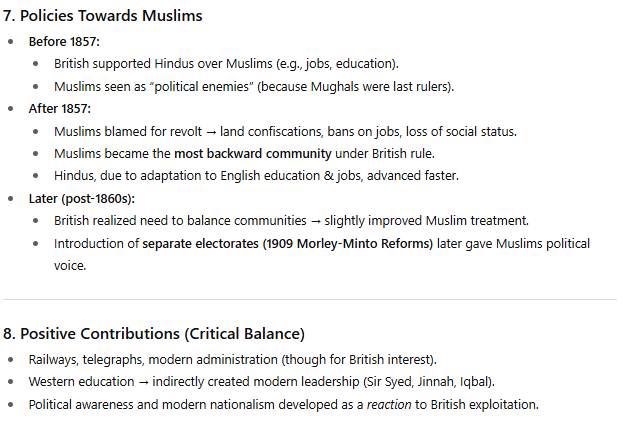 7. Policies Towards Muslims
• Before 1857:
• British supported Hindus over Muslims (e.g., jobs, education).
• Muslims seen as “political enemies” (because Mughals were last rulers).
• After 1857:
• Muslims blamed for revolt → land confiscations, bans on jobs, loss of social status.
• Muslims became the most backward community under British rule.
• Hindus, due to adaptation to English education & jobs, advanced faster.
• Later (post-1860s):
• British realized need to balance communities → slightly improved Muslim treatment.
• Introduction of separate electorates (1909 Morley-Minto Reforms) later gave Muslims political
voice.
8. Positive Contributions (Critical Balance)
• Railways, telegraphs, modern administration (though for British interest).
• Western education → indirectly created modern leadership (Sir Syed, Jinnah, Iqbal).
• Political awareness and modern nationalism developed as a reaction to British exploitation.